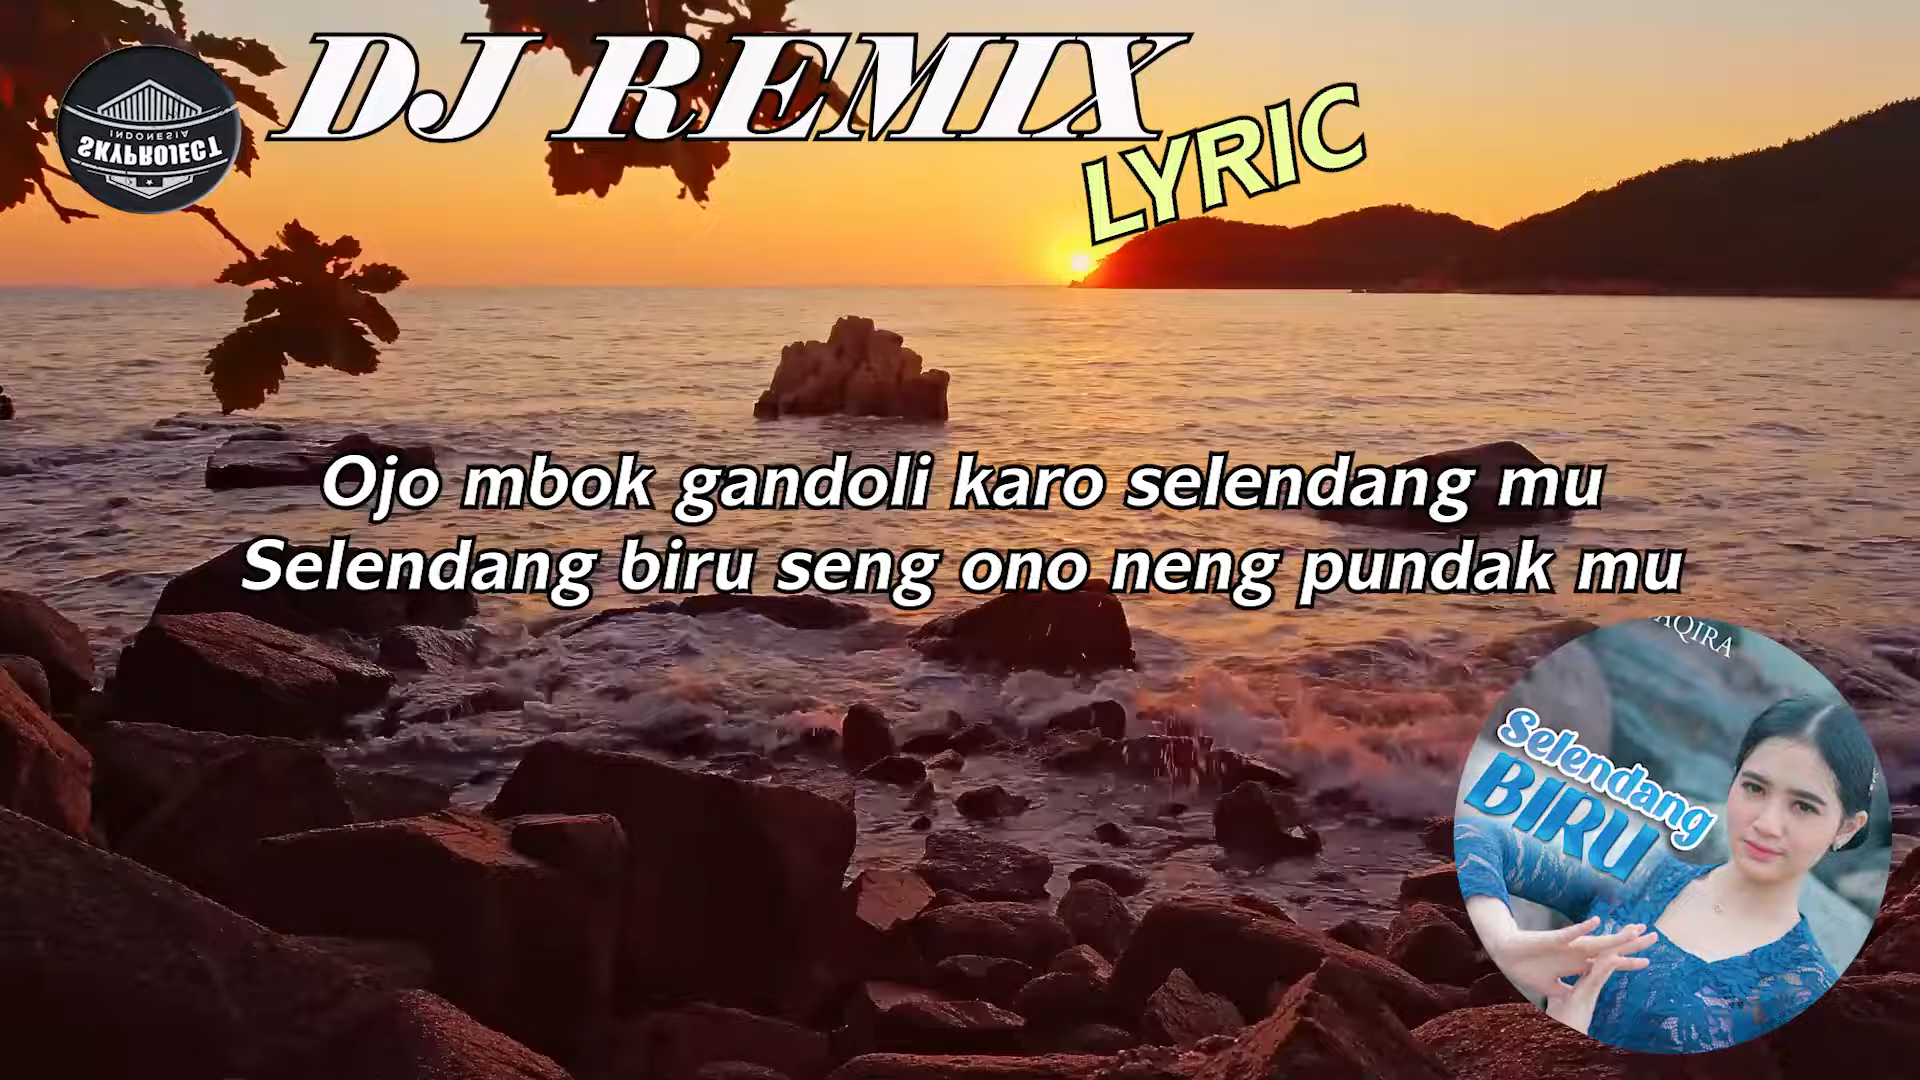 DJ REMIX
LYRIC
INDONESIA
SKYPROJECT
Ojo mbok gandoli karo selendang mu
Selendang biru seng ono neng pundak mu
AQIRA
Selendang
BIRU